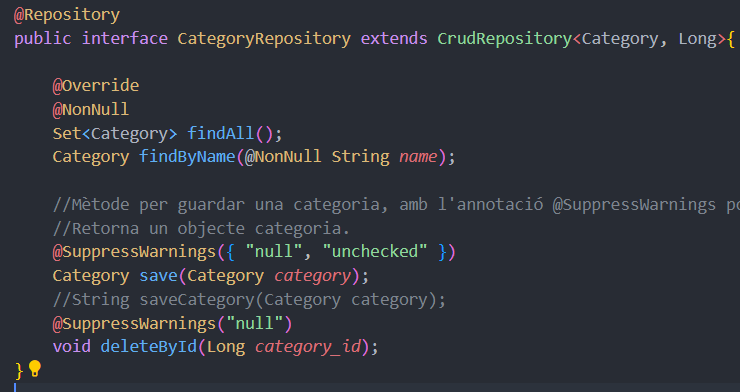 @Repository
public interface CategoryRepository extends CrudRepository<Category, Long>{
@Override
@NonNull
Set<Category> findAll();
Category findByName(@NonNull String name);
//Mètode per guardar una categoria, amb l'annotació @SuppressWarnings
//Retorna un objecte categoria.
@SuppressWarnings({ "null", "unchecked" })
Category save(Category category);
//String saveCategory(Category category);
@SuppressWarnings("null")
void deleteById(Long category_id);
}